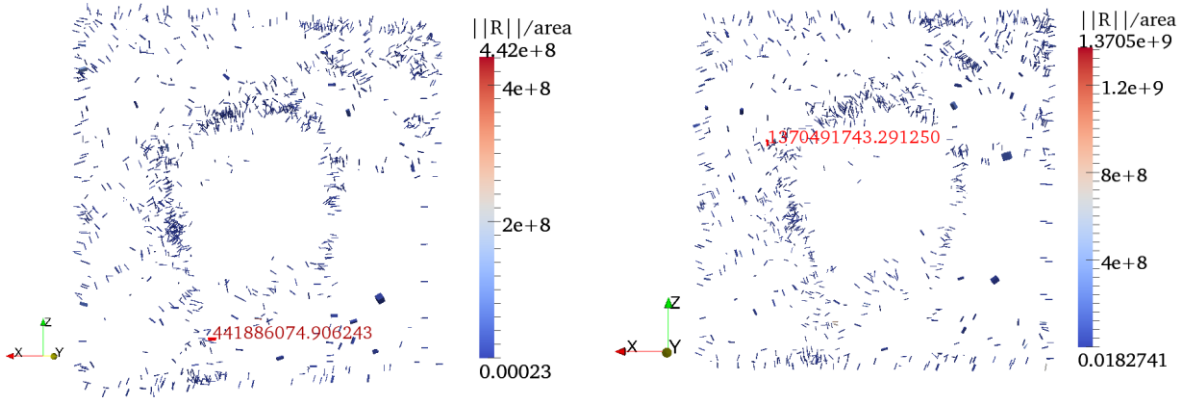 ||R||/area
4.42e+8
4e+8
2e+8
0.00023
441886074.906243
Z
X
Y
||R||/area
1.3705e+9
1.2e+9
8e+8
4e+8
0.0182741
1370491743.291250
Z
X
Y